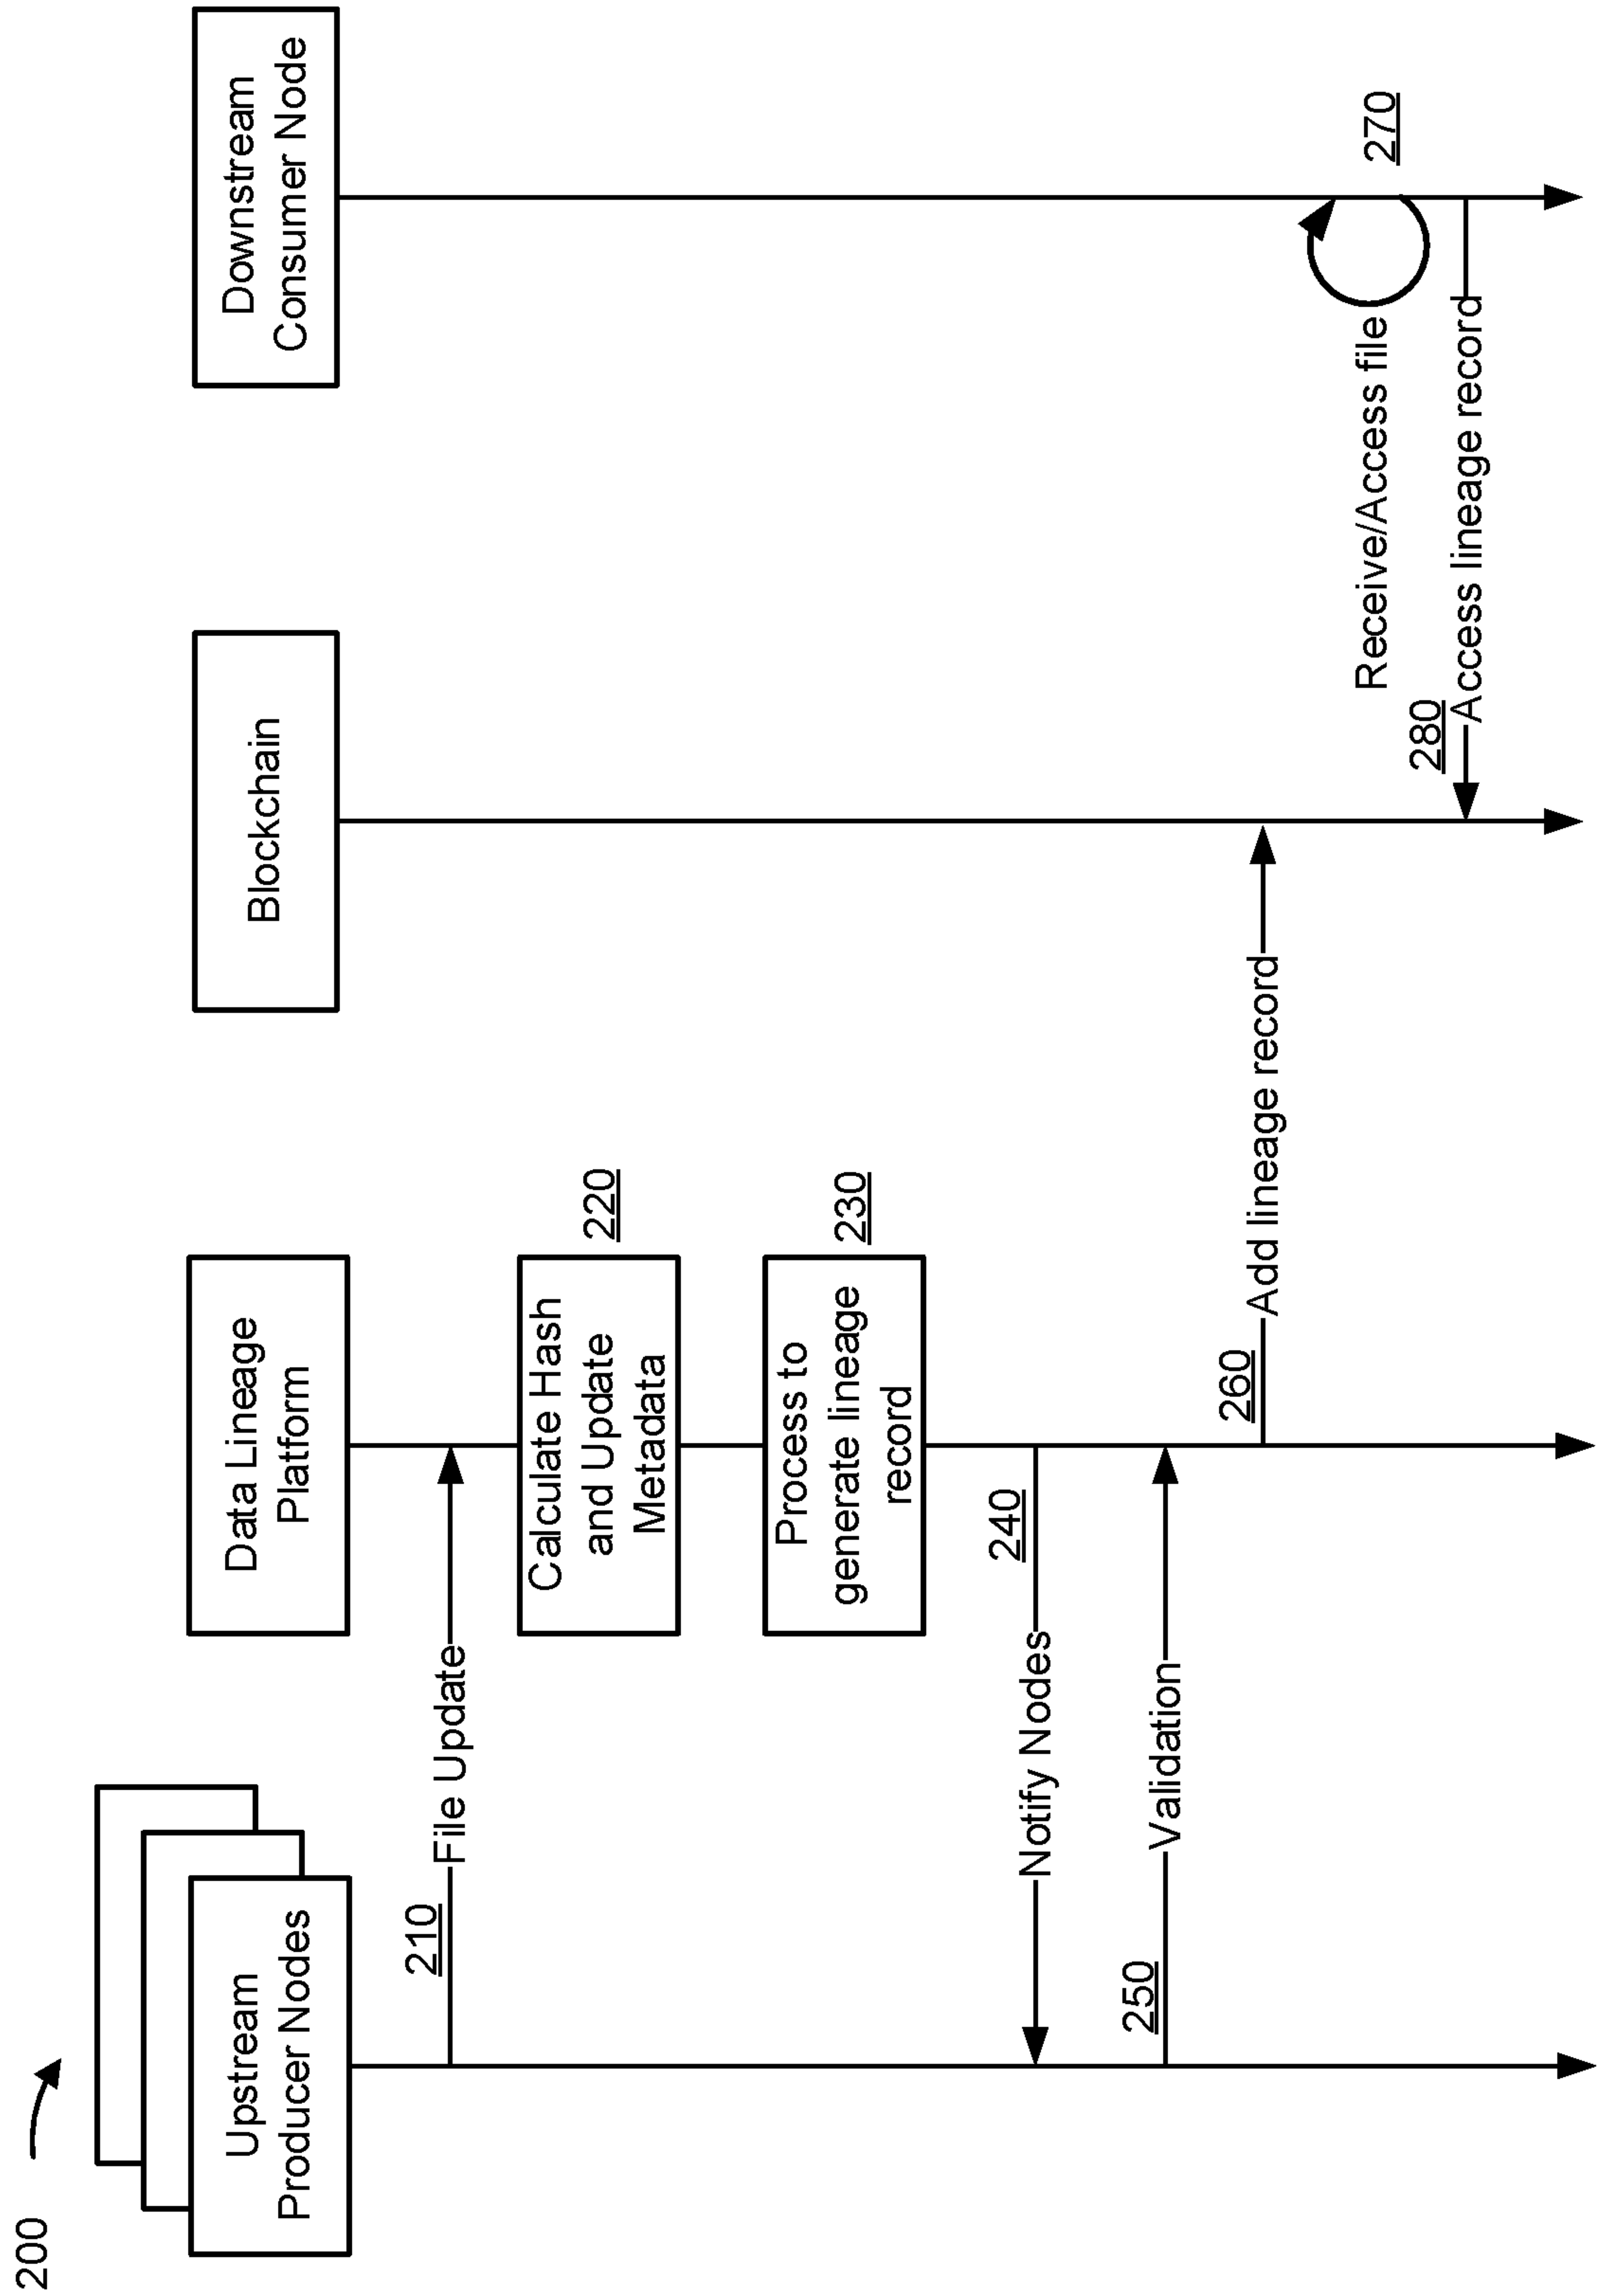 200
Upstream
Producer Nodes
Data Lineage
Platform
Blockchain
Downstream
Consumer Node
210
File Update
Calculate Hash
and Update
Metadata
220
Process to
generate lineage
record
230
240
Notify Nodes
250
Validation
260
Add lineage record
Receive/Access file
270
280
Access lineage record